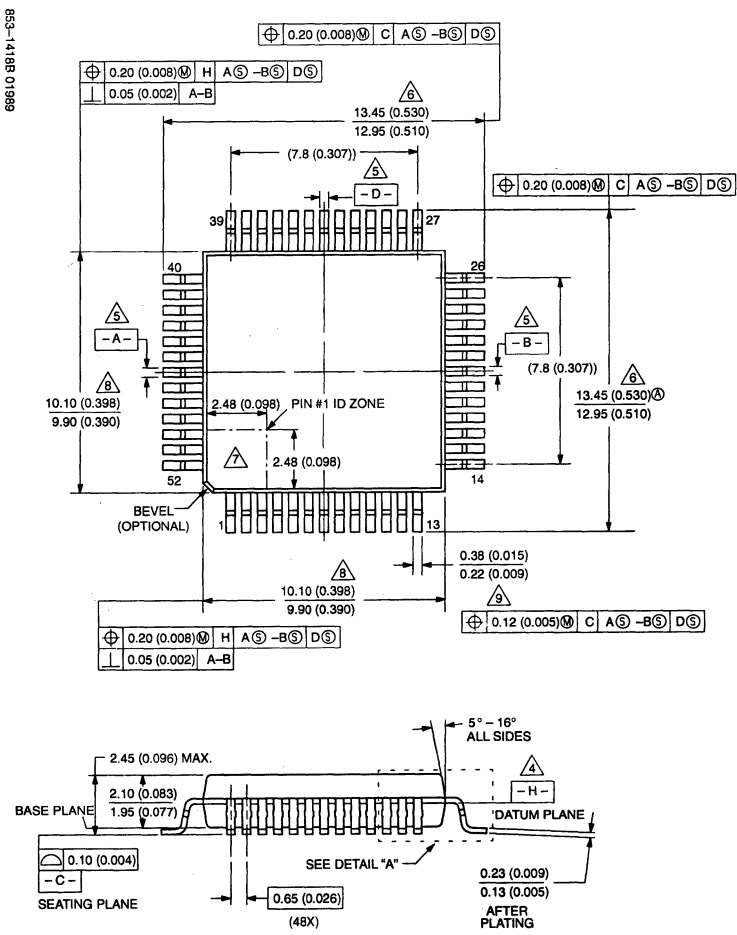 853–1418B 01989
⌖ 0.20 (0.008)Ⓜ C AⓈ –BⓈ DⓈ
⌖ 0.20 (0.008)Ⓜ H AⓈ –BⓈ DⓈ
⊥ 0.05 (0.002) A–B
6
13.45 (0.530)
12.95 (0.510)
(7.8 (0.307))
5
– D –
⌖ 0.20 (0.008)Ⓜ C AⓈ –BⓈ DⓈ
39
27
40
26
5
– A –
5
– B –
(7.8 (0.307))
6
13.45 (0.530)Ⓐ
12.95 (0.510)
8
10.10 (0.398)
9.90 (0.390)
2.48 (0.098)
PIN #1 ID ZONE
7
2.48 (0.098)
52
14
BEVEL
(OPTIONAL)
1
13
0.38 (0.015)
0.22 (0.009)
8
10.10 (0.398)
9.90 (0.390)
9
⌖ 0.12 (0.005)Ⓜ C AⓈ –BⓈ DⓈ
⌖ 0.20 (0.008)Ⓜ H AⓈ –BⓈ DⓈ
⊥ 0.05 (0.002) A–B
5° – 16°
ALL SIDES
2.45 (0.096) MAX.
2.10 (0.083)
1.95 (0.077)
4
– H –
DATUM PLANE
BASE PLANE
⌓ 0.10 (0.004)
– C –
SEATING PLANE
SEE DETAIL "A"
0.65 (0.026)
(48X)
0.23 (0.009)
0.13 (0.005)
AFTER
PLATING